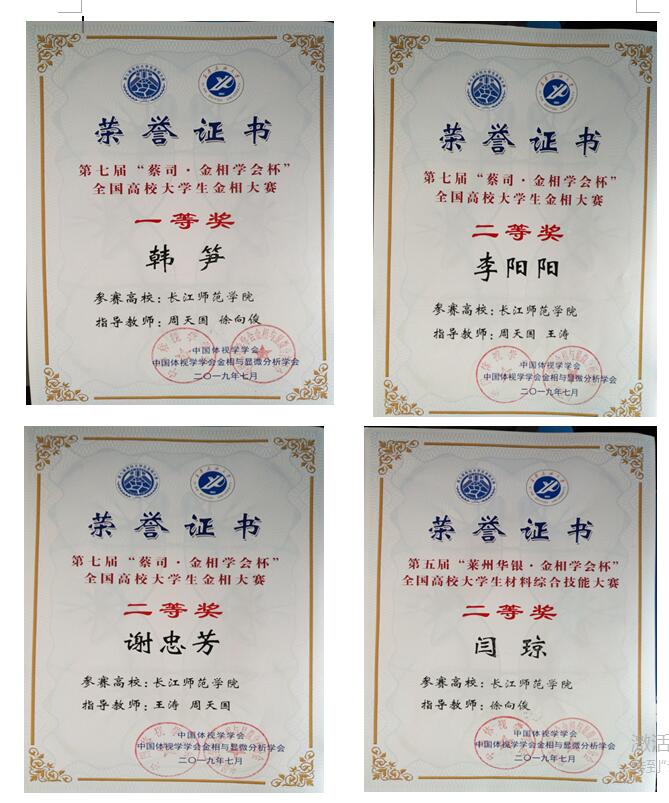 荣誉证书
第七届“蔡司·金相学会杯”
全国高校大学生金相大赛
一等奖
韩笋
参赛高校：长江师范学院
指导教师：周天国 徐向俊
中国体视学学会
中国体视学学会金相与显微分析学会
二〇一九年七月
荣誉证书
第七届“蔡司·金相学会杯”
全国高校大学生金相大赛
二等奖
李阳阳
参赛高校：长江师范学院
指导教师：周天国 王涛
中国体视学学会
中国体视学学会金相与显微分析学会
二〇一九年七月
荣誉证书
第七届“蔡司·金相学会杯”
全国高校大学生金相大赛
二等奖
谢忠芳
参赛高校：长江师范学院
指导教师：王涛 周天国
中国体视学学会
中国体视学学会金相与显微分析学会
二〇一九年七月
荣誉证书
第五届“莱州华银·金相学会杯”
全国高校大学生材料综合技能大赛
二等奖
闫琼
参赛高校：长江师范学院
指导教师：徐向俊
中国体视学学会
中国体视学学会金相与显微分析学会
二〇一九年七月
激活
转到“